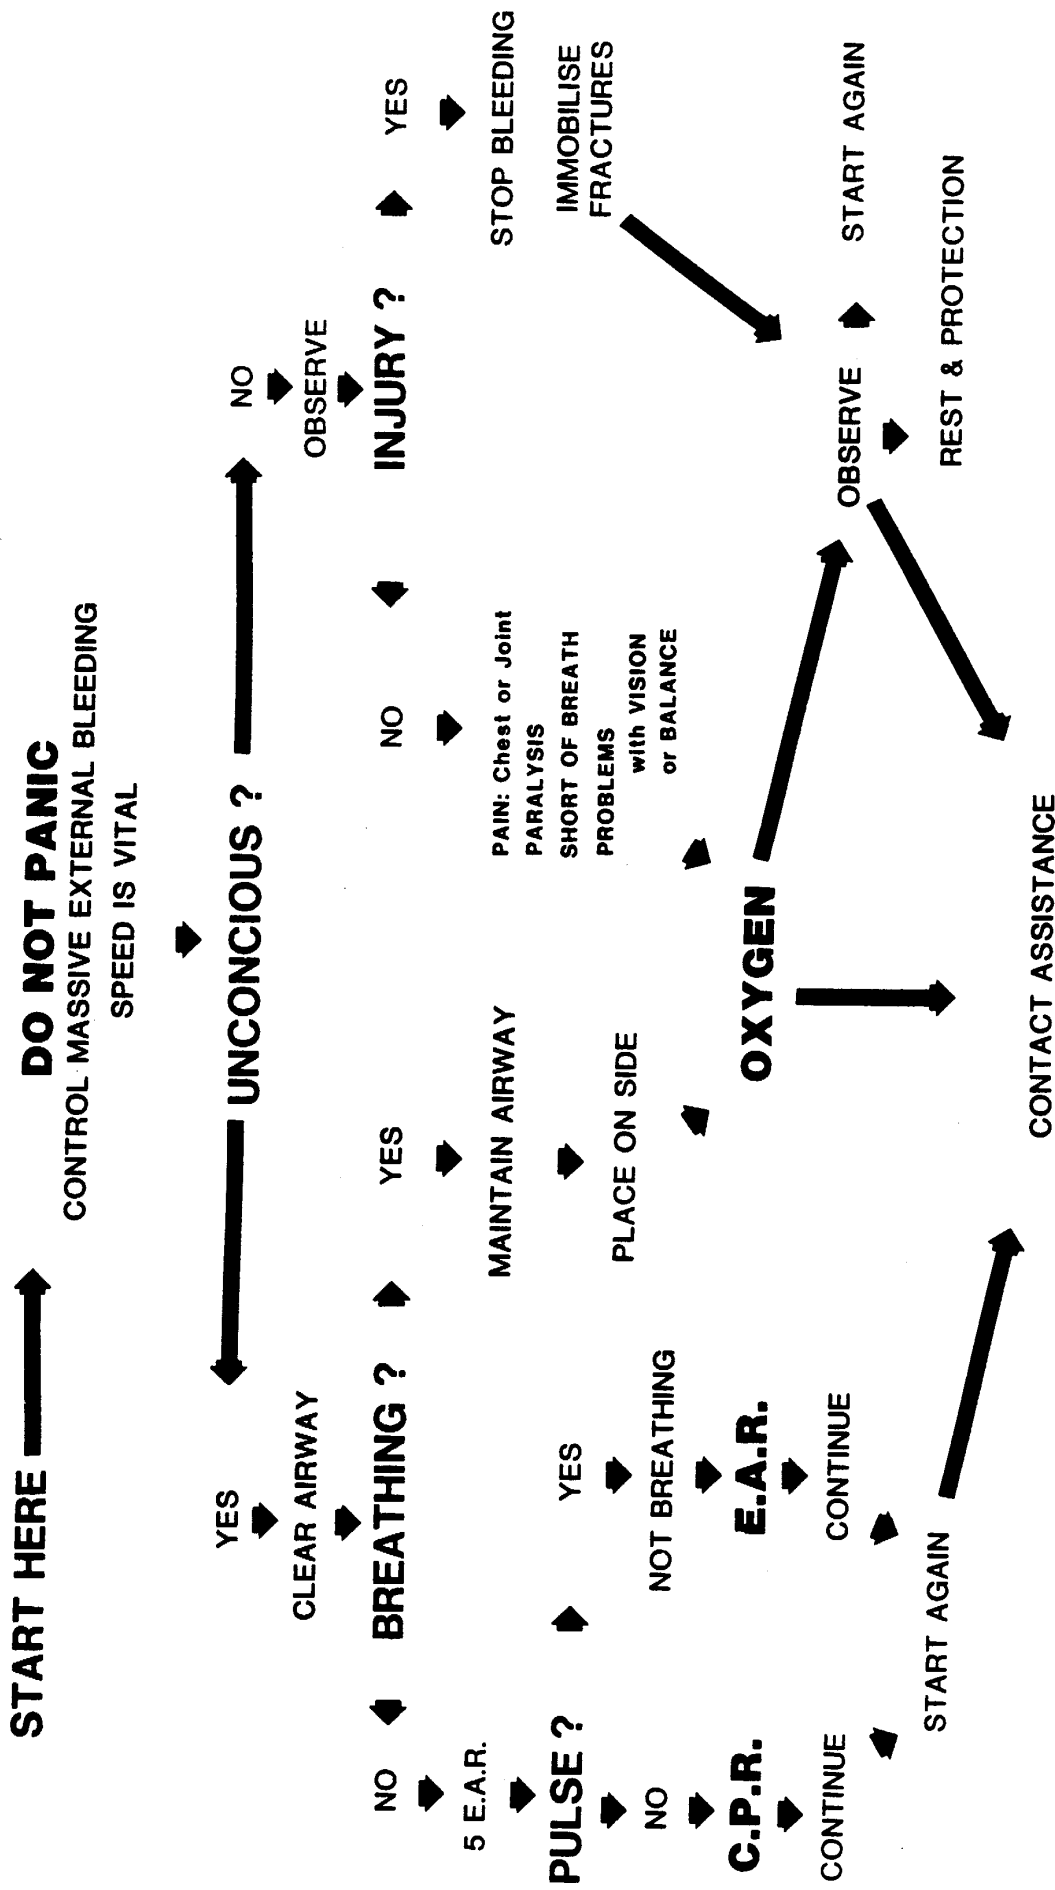 START HERE
DO NOT PANIC
CONTROL MASSIVE EXTERNAL BLEEDING
SPEED IS VITAL
UNCONCIOUS ?
YES
CLEAR AIRWAY
BREATHING ?
NO
5 E.A.R.
PULSE ?
NO
C.P.R.
CONTINUE
YES
NOT BREATHING
E.A.R.
CONTINUE
START AGAIN
YES
MAINTAIN AIRWAY
PLACE ON SIDE
OXYGEN
NO
OBSERVE
INJURY ?
NO
PAIN: Chest or Joint
PARALYSIS
SHORT OF BREATH
PROBLEMS
with VISION
or BALANCE
YES
STOP BLEEDING
IMMOBILISE
FRACTURES
OBSERVE
START AGAIN
REST & PROTECTION
CONTACT ASSISTANCE